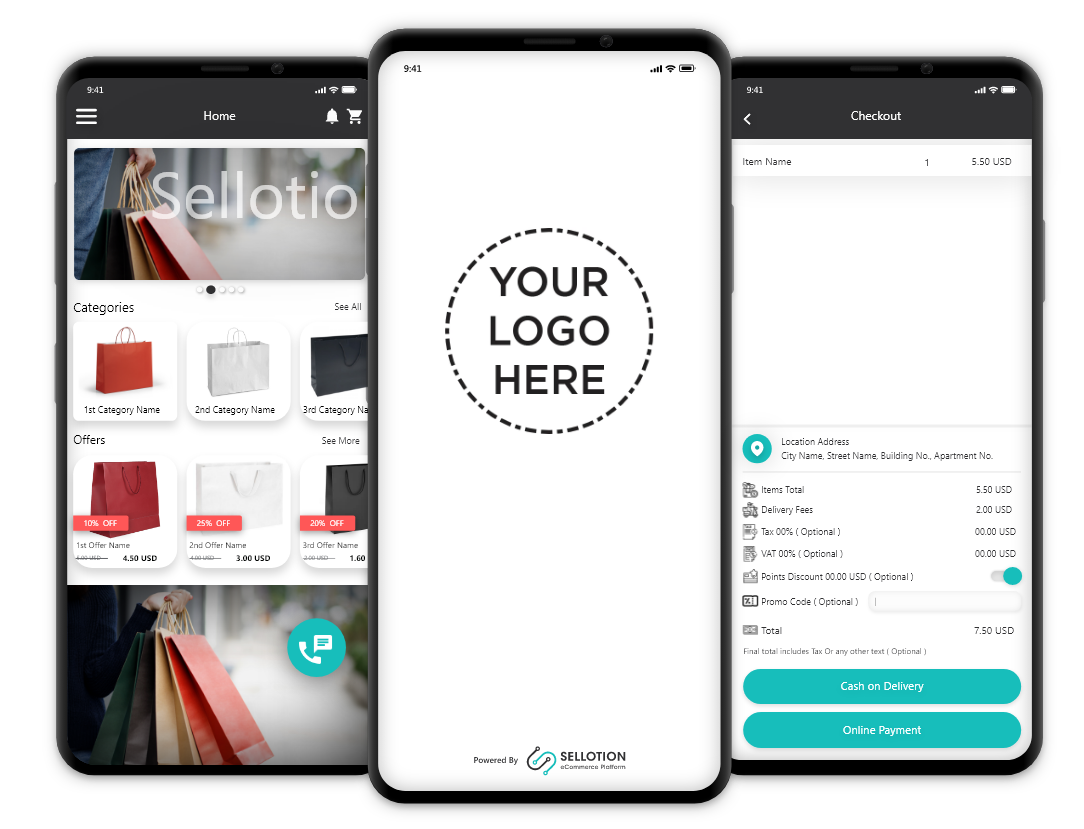 9:41
Home
Sellotio
Categories
See All
1st Category Name
2nd Category Name
3rd Category Na
Offers
See More
10% OFF
25% OFF
20% OFF
1st Offer Name
2nd Offer Name
3rd Offer Name
4.50 USD
4.00 USD
3.00 USD
2.00 USD
1.60
9:41
YOUR
LOGO
HERE
Powered By
SELLOTION
eCommerce Platform
9:41
Checkout
Item Name 1 5.50 USD
Location Address
City Name, Street Name, Building No., Apartment No.
Items Total 5.50 USD
Delivery Fees 2.00 USD
Tax 00% ( Optional ) 00.00 USD
VAT 00% ( Optional ) 00.00 USD
Points Discount 00.00 USD ( Optional )
Promo Code ( Optional )
Total 7.50 USD
Final total includes Tax Or any other text ( Optional )
Cash on Delivery
Online Payment